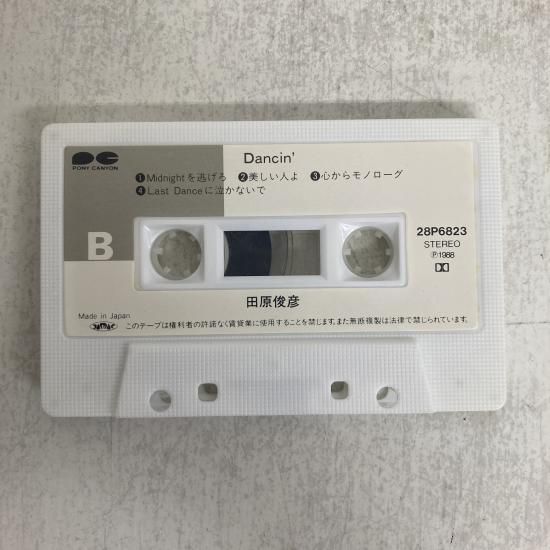 PONY CANYON
Dancin'
❶Midnightを逃げろ ❷美しい人よ ❸心からモノローグ
❹Last Danceに泣かないで
B
28P6823
STEREO
℗1988
田原俊彦
Made in Japan
このテープは権利者の許諾なく賃貸業に使用することを禁じます。また無断複製は法律で禁じられています。